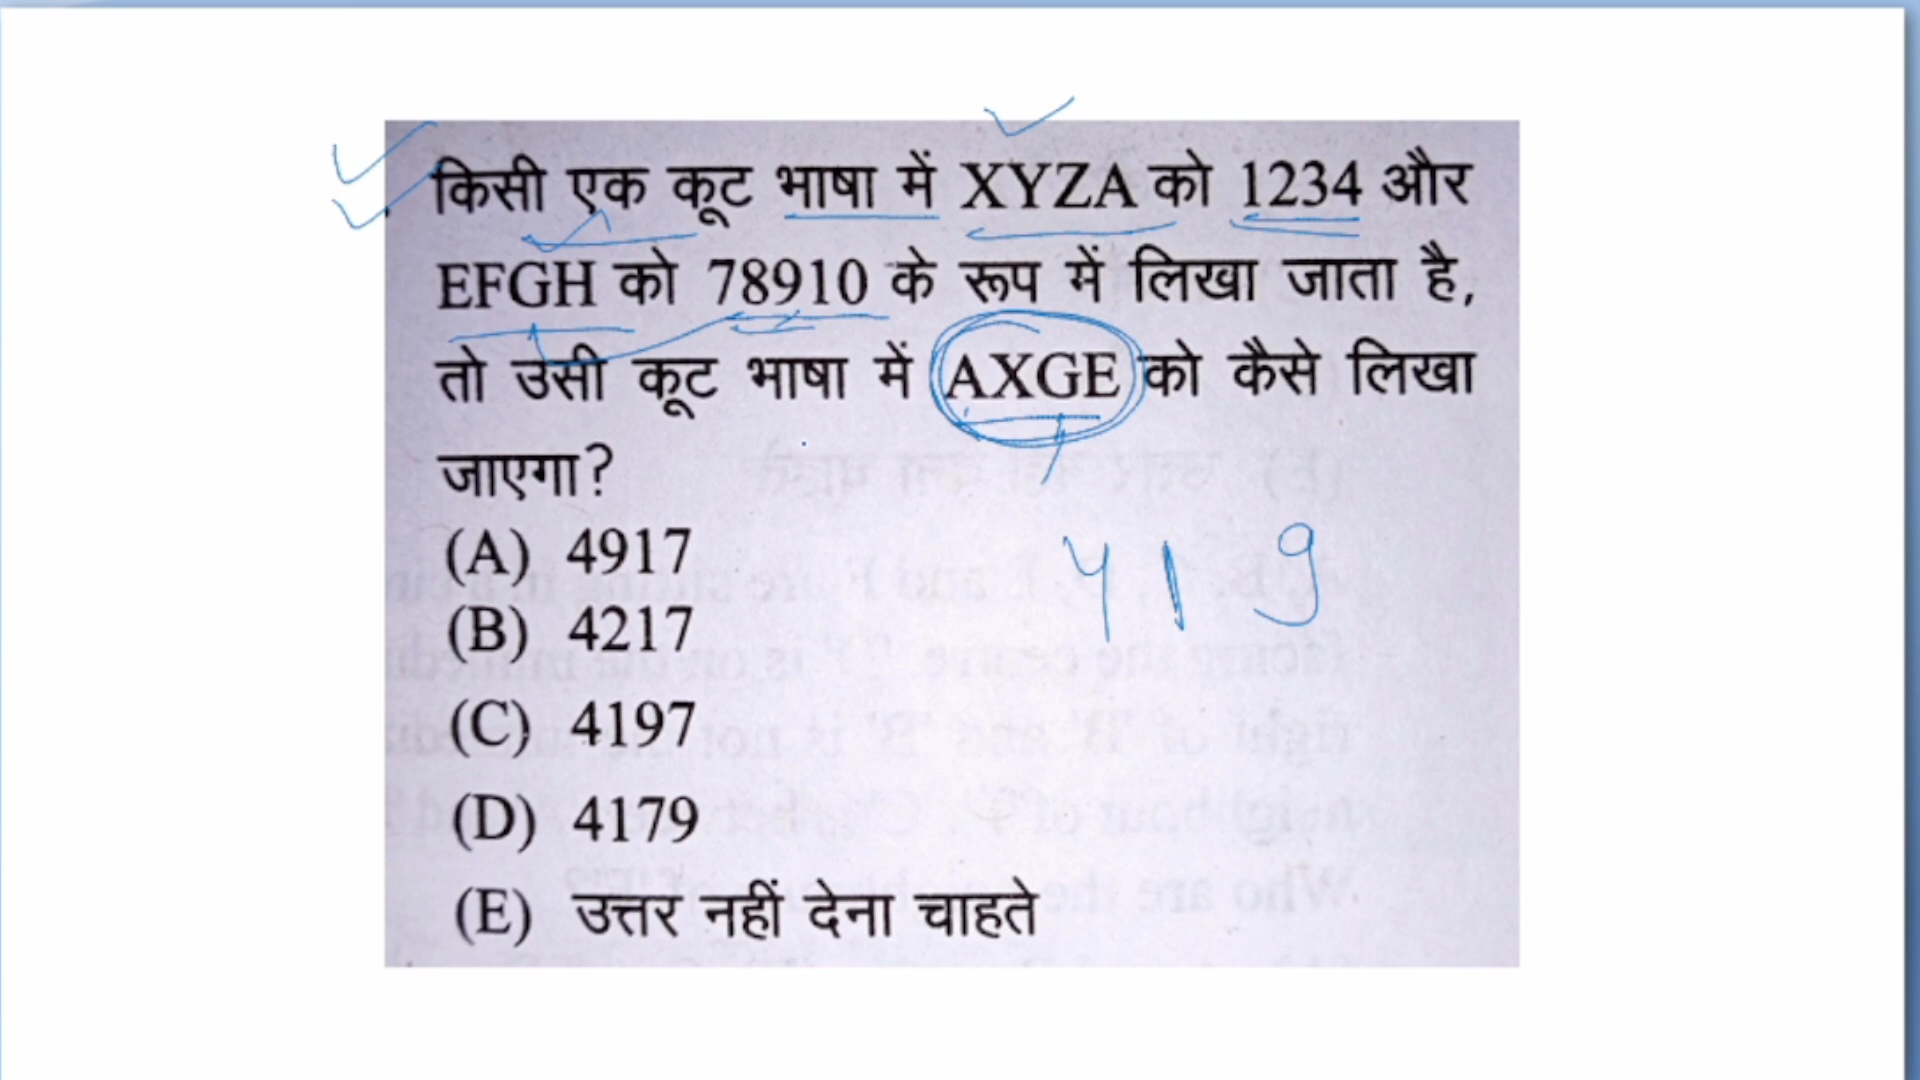 किसी एक कूट भाषा में XYZA को 1234 और
EFGH को 78910 के रूप में लिखा जाता है,
तो उसी कूट भाषा में AXGE को कैसे लिखा
जाएगा?
(A) 4917
(B) 4217
(C) 4197
(D) 4179
(E) उत्तर नहीं देना चाहते
4 1 9